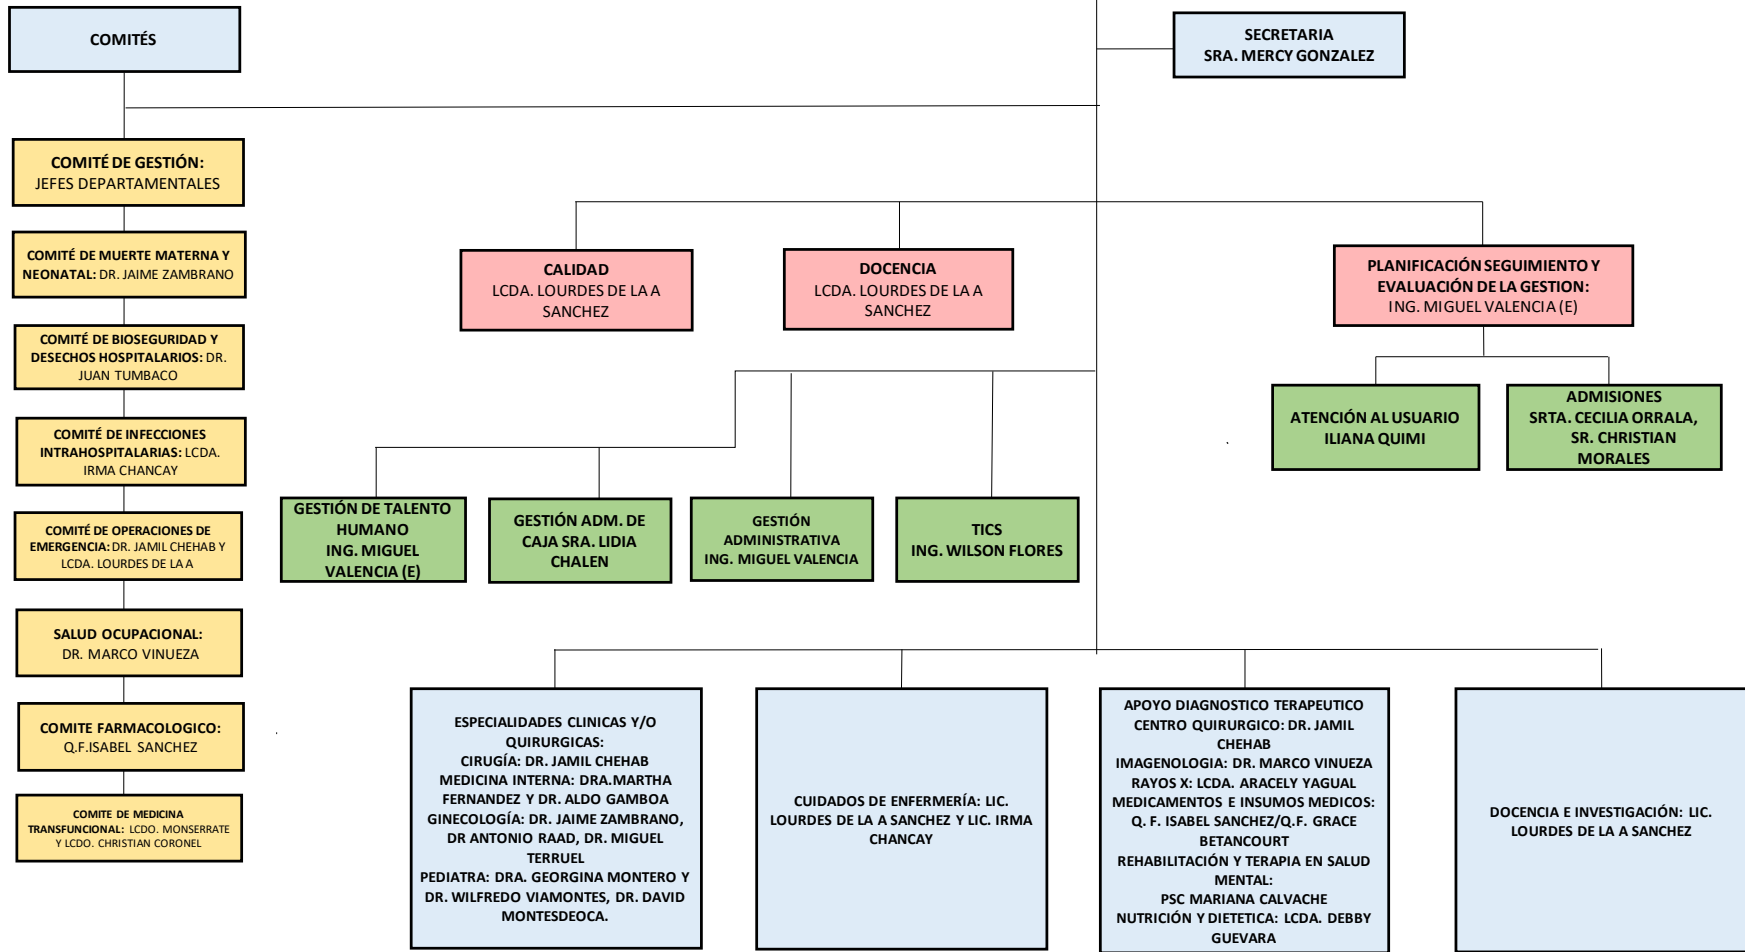 COMITÉS
SECRETARIA
SRA. MERCY GONZALEZ
COMITÉ DE GESTIÓN:
JEFES DEPARTAMENTALES
COMITÉ DE MUERTE MATERNA Y
NEONATAL: DR. JAIME ZAMBRANO
COMITÉ DE BIOSEGURIDAD Y
DESECHOS HOSPITALARIOS: DR.
JUAN TUMBACO
COMITÉ DE INFECCIONES
INTRAHOSPITALARIAS: LCDA.
IRMA CHANCAY
COMITÉ DE OPERACIONES DE
EMERGENCIA: DR. JAMIL CHEHAB Y
LCDA. LOURDES DE LA A
SALUD OCUPACIONAL:
DR. MARCO VINUEZA
COMITE FARMACOLOGICO:
Q.F.ISABEL SANCHEZ
COMITE DE MEDICINA
TRANSFUNCIONAL: LCDO. MONSERRATE
Y LCDO. CHRISTIAN CORONEL
CALIDAD
LCDA. LOURDES DE LA A
SANCHEZ
DOCENCIA
LCDA. LOURDES DE LA A
SANCHEZ
PLANIFICACIÓN SEGUIMIENTO Y
EVALUACIÓN DE LA GESTION:
ING. MIGUEL VALENCIA (E)
ATENCIÓN AL USUARIO
ILIANA QUIMI
ADMISIONES
SRTA. CECILIA ORRALA,
SR. CHRISTIAN
MORALES
GESTIÓN DE TALENTO
HUMANO
ING. MIGUEL
VALENCIA (E)
GESTIÓN ADM. DE
CAJA SRA. LIDIA
CHALEN
GESTIÓN
ADMINISTRATIVA
ING. MIGUEL VALENCIA
TICS
ING. WILSON FLORES
ESPECIALIDADES CLINICAS Y/O
QUIRURGICAS:
CIRUGÍA: DR. JAMIL CHEHAB
MEDICINA INTERNA: DRA.MARTHA
FERNANDEZ Y DR. ALDO GAMBOA
GINECOLOGÍA: DR. JAIME ZAMBRANO,
DR ANTONIO RAAD, DR. MIGUEL
TERRUEL
PEDIATRA: DRA. GEORGINA MONTERO Y
DR. WILFREDO VIAMONTES, DR. DAVID
MONTESDEOCA.
CUIDADOS DE ENFERMERÍA: LIC.
LOURDES DE LA A SANCHEZ Y LIC. IRMA
CHANCAY
APOYO DIAGNOSTICO TERAPEUTICO
CENTRO QUIRURGICO: DR. JAMIL
CHEHAB
IMAGENOLOGIA: DR. MARCO VINUEZA
RAYOS X: LCDA. ARACELY YAGUAL
MEDICAMENTOS E INSUMOS MEDICOS:
Q. F. ISABEL SANCHEZ/Q.F. GRACE
BETANCOURT
REHABILITACIÓN Y TERAPIA EN SALUD
MENTAL:
PSC MARIANA CALVACHE
NUTRICIÓN Y DIETETICA: LCDA. DEBBY
GUEVARA
DOCENCIA E INVESTIGACIÓN: LIC.
LOURDES DE LA A SANCHEZ